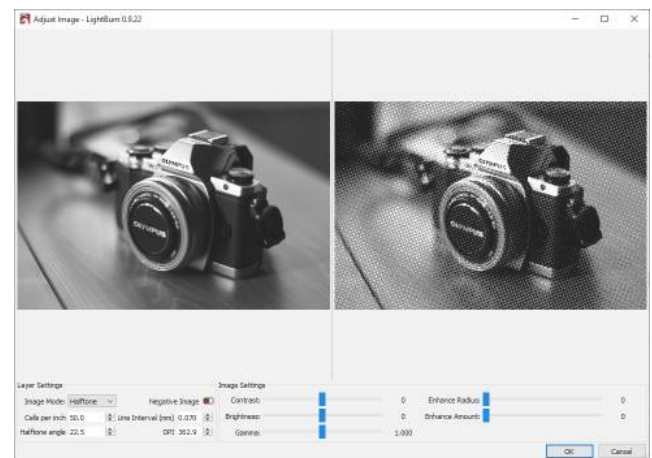 Adjust Image - LightBurn 0.9.22
OLYMPUS
OLYMPUS
OLYMPUS
OLYMPUS
Layer Settings
Image Settings
Image Mode: Halftone
Negative Image
Contrast: 0
Enhance Radius: 0
Cells per inch 50.0
Line Interval (mm) 0.070
Brightness: 0
Enhance Amount: 0
Halftone angle 22.5
DPI 362.9
Gamma: 1.000
OK
Cancel